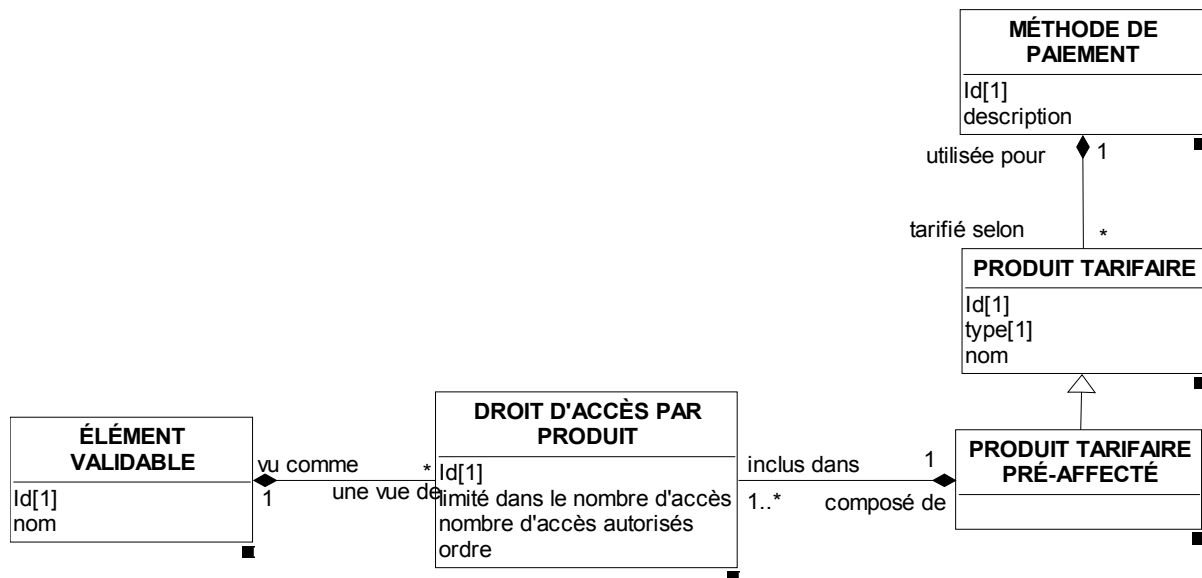 MÉTHODE DE
PAIEMENT
Id[1]
description
utilisée pour
1
tarifié selon
*
PRODUIT TARIFAIRE
Id[1]
type[1]
nom
ÉLÉMENT
VALIDABLE
Id[1]
nom
vu comme
*
1
une vue de
DROIT D'ACCÈS PAR
PRODUIT
Id[1]
limité dans le nombre d'accès
nombre d'accès autorisés
ordre
inclus dans
1
1..*
composé de
PRODUIT TARIFAIRE
PRÉ-AFFECTÉ